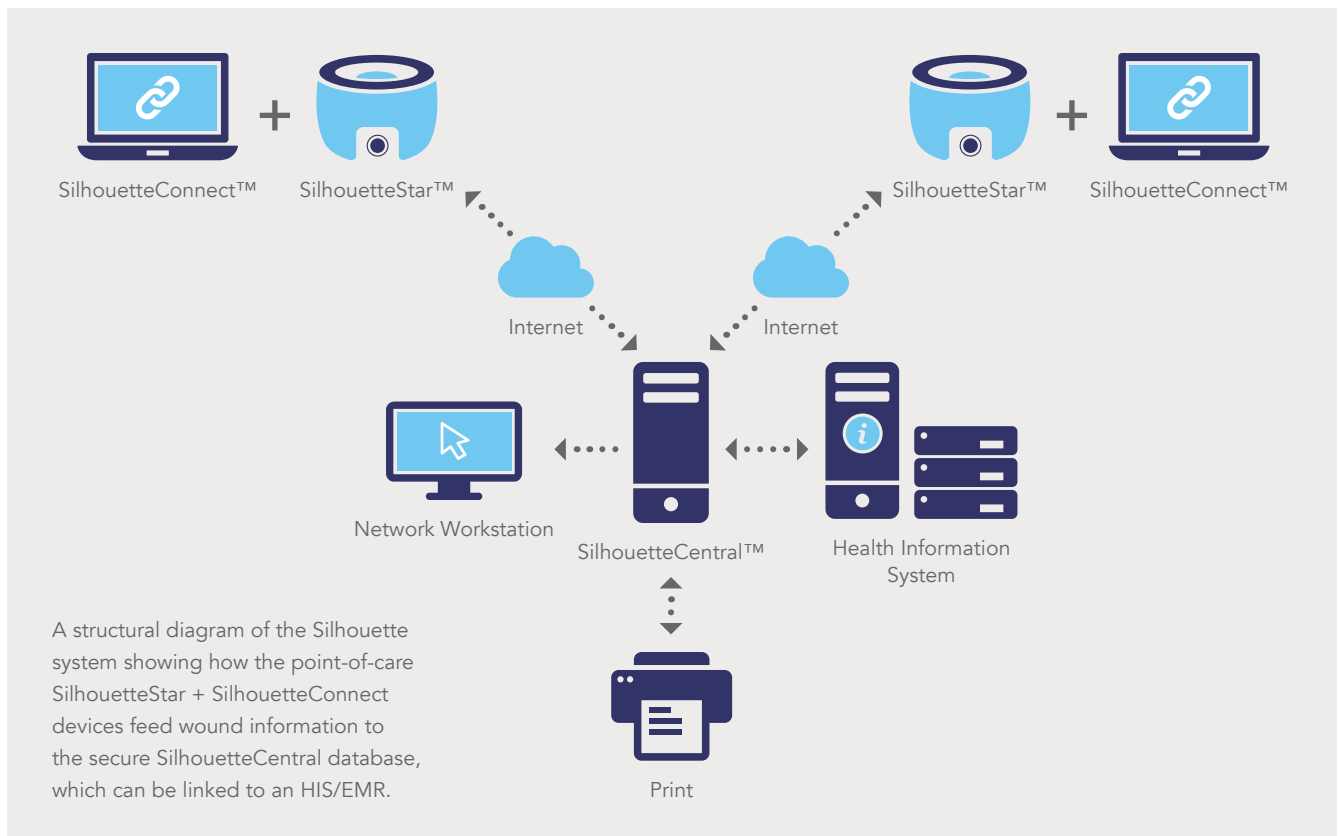 SilhouetteConnect™
SilhouetteStar™
SilhouetteStar™
SilhouetteConnect™
Internet
Internet
i
Network Workstation
SilhouetteCentral™
Health Information
System
A structural diagram of the Silhouette
system showing how the point-of-care
SilhouetteStar + SilhouetteConnect
devices feed wound information to
the secure SilhouetteCentral database,
which can be linked to an HIS/EMR.
Print